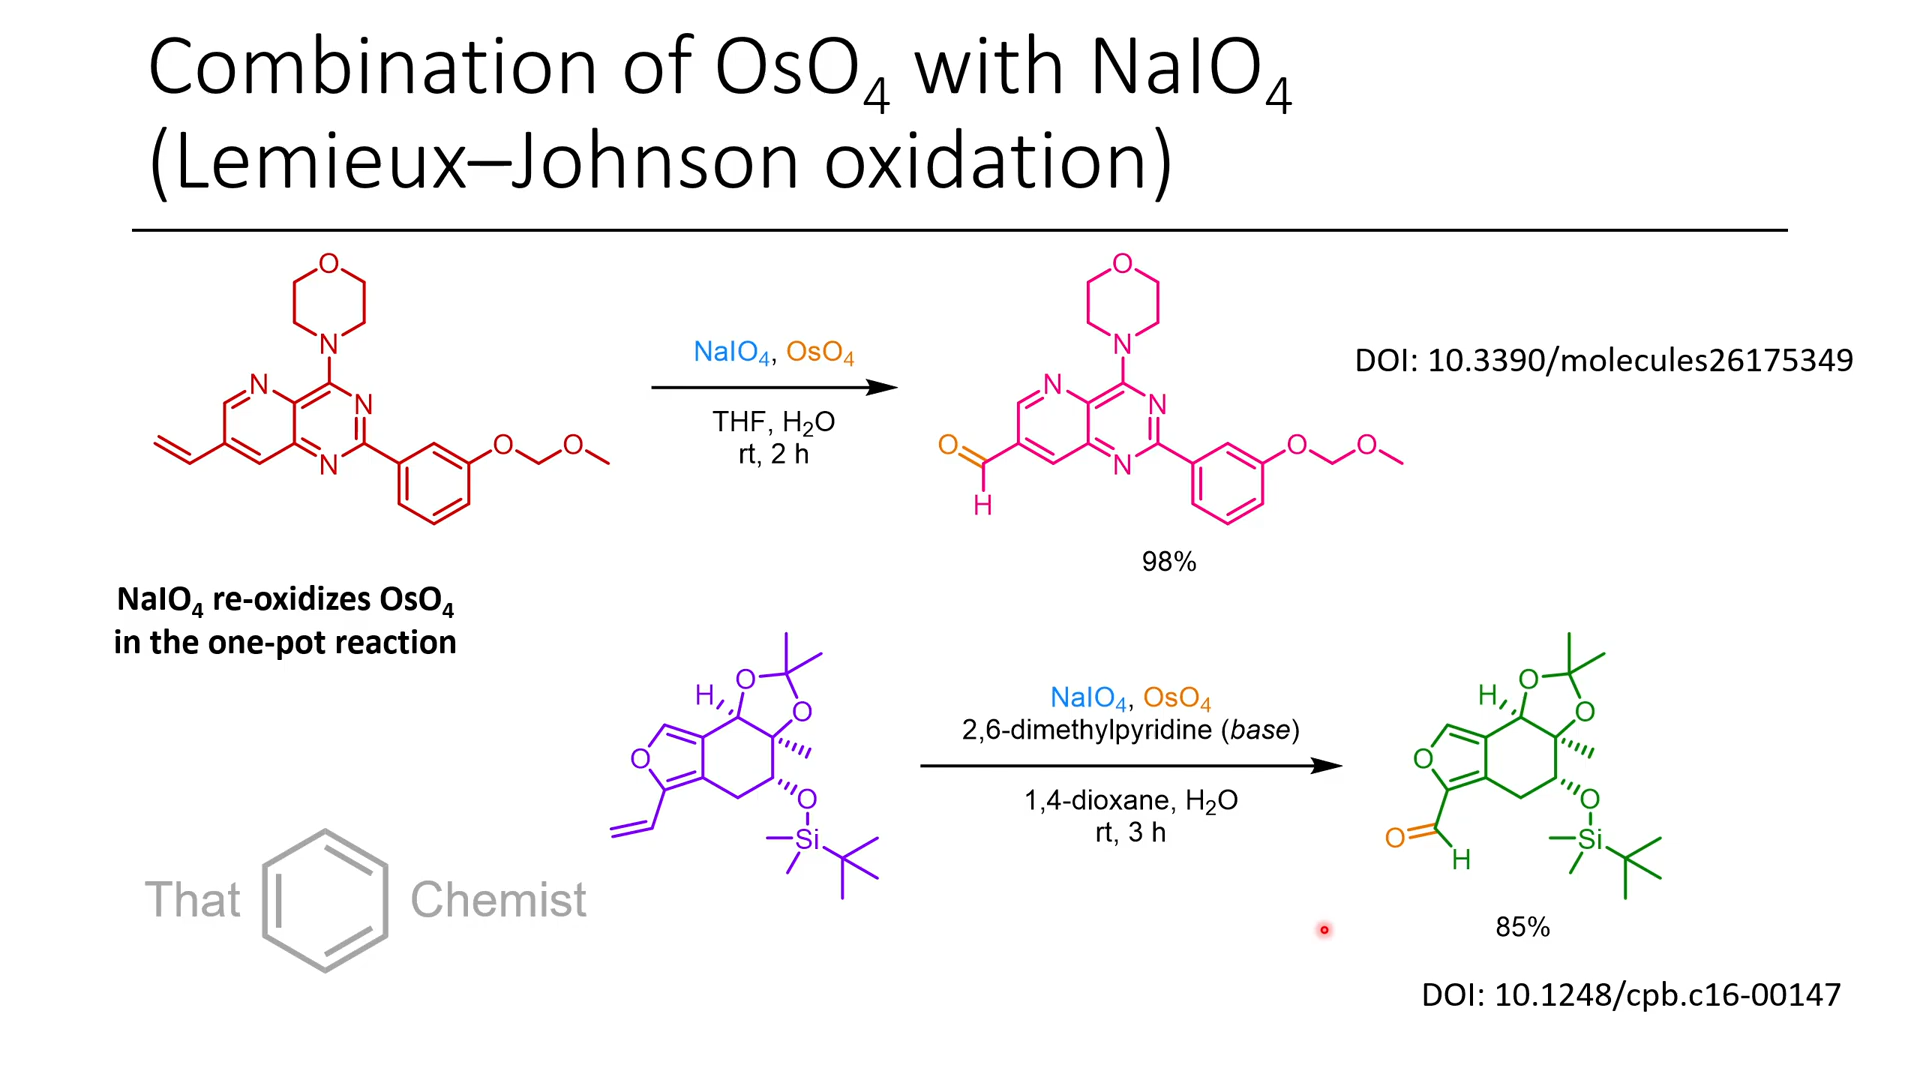 Combination of OsO₄ with NaIO₄
(Lemieux–Johnson oxidation)
O
N
N
N
N
O
O
NaIO₄, OsO₄
THF, H₂O
rt, 2 h
O
N
N
N
N
O
O
O
H
98%
DOI: 10.3390/molecules26175349
NaIO₄ re-oxidizes OsO₄
in the one-pot reaction
H
O
O
O
O
Si
NaIO₄, OsO₄
2,6-dimethylpyridine (base)
1,4-dioxane, H₂O
rt, 3 h
H
O
O
O
O
Si
O
H
85%
That Chemist
DOI: 10.1248/cpb.c16-00147